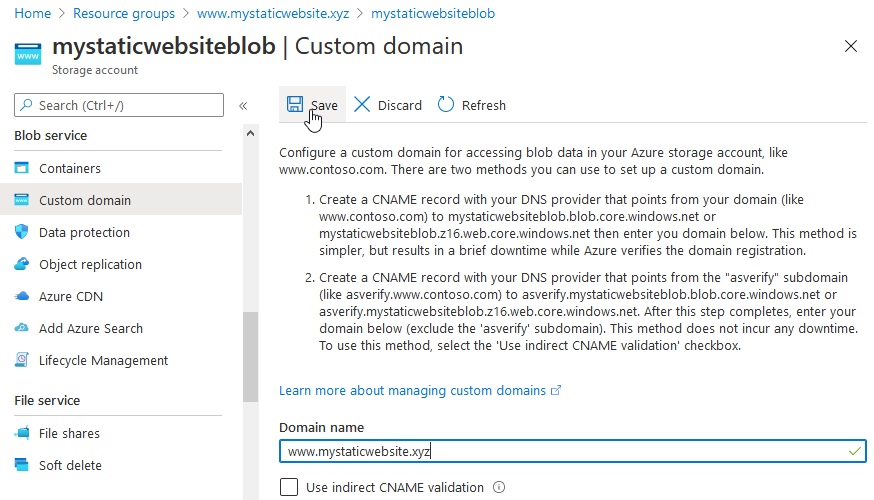 Home > Resource groups > www.mystaticwebsite.xyz > mystaticwebsiteblob
www
mystaticwebsiteblob | Custom domain
Storage account
Search (Ctrl+/)
«
Blob service
Containers
Custom domain
Data protection
Object replication
Azure CDN
Add Azure Search
Lifecycle Management
File service
File shares
Soft delete
Save
Discard
Refresh
Configure a custom domain for accessing blob data in your Azure storage account, like
www.contoso.com. There are two methods you can use to set up a custom domain.
1. Create a CNAME record with your DNS provider that points from your domain (like
www.contoso.com) to mystaticwebsiteblob.blob.core.windows.net or
mystaticwebsiteblob.z16.web.core.windows.net then enter you domain below. This method is
simpler, but results in a brief downtime while Azure verifies the domain registration.
2. Create a CNAME record with your DNS provider that points from the "asverify" subdomain
(like asverify.www.contoso.com) to asverify.mystaticwebsiteblob.blob.core.windows.net or
asverify.mystaticwebsiteblob.z16.web.core.windows.net. After this step completes, enter your
domain below (exclude the 'asverify' subdomain). This method does not incur any downtime.
To use this method, select the 'Use indirect CNAME validation' checkbox.
Learn more about managing custom domains
Domain name
www.mystaticwebsite.xyz
Use indirect CNAME validation